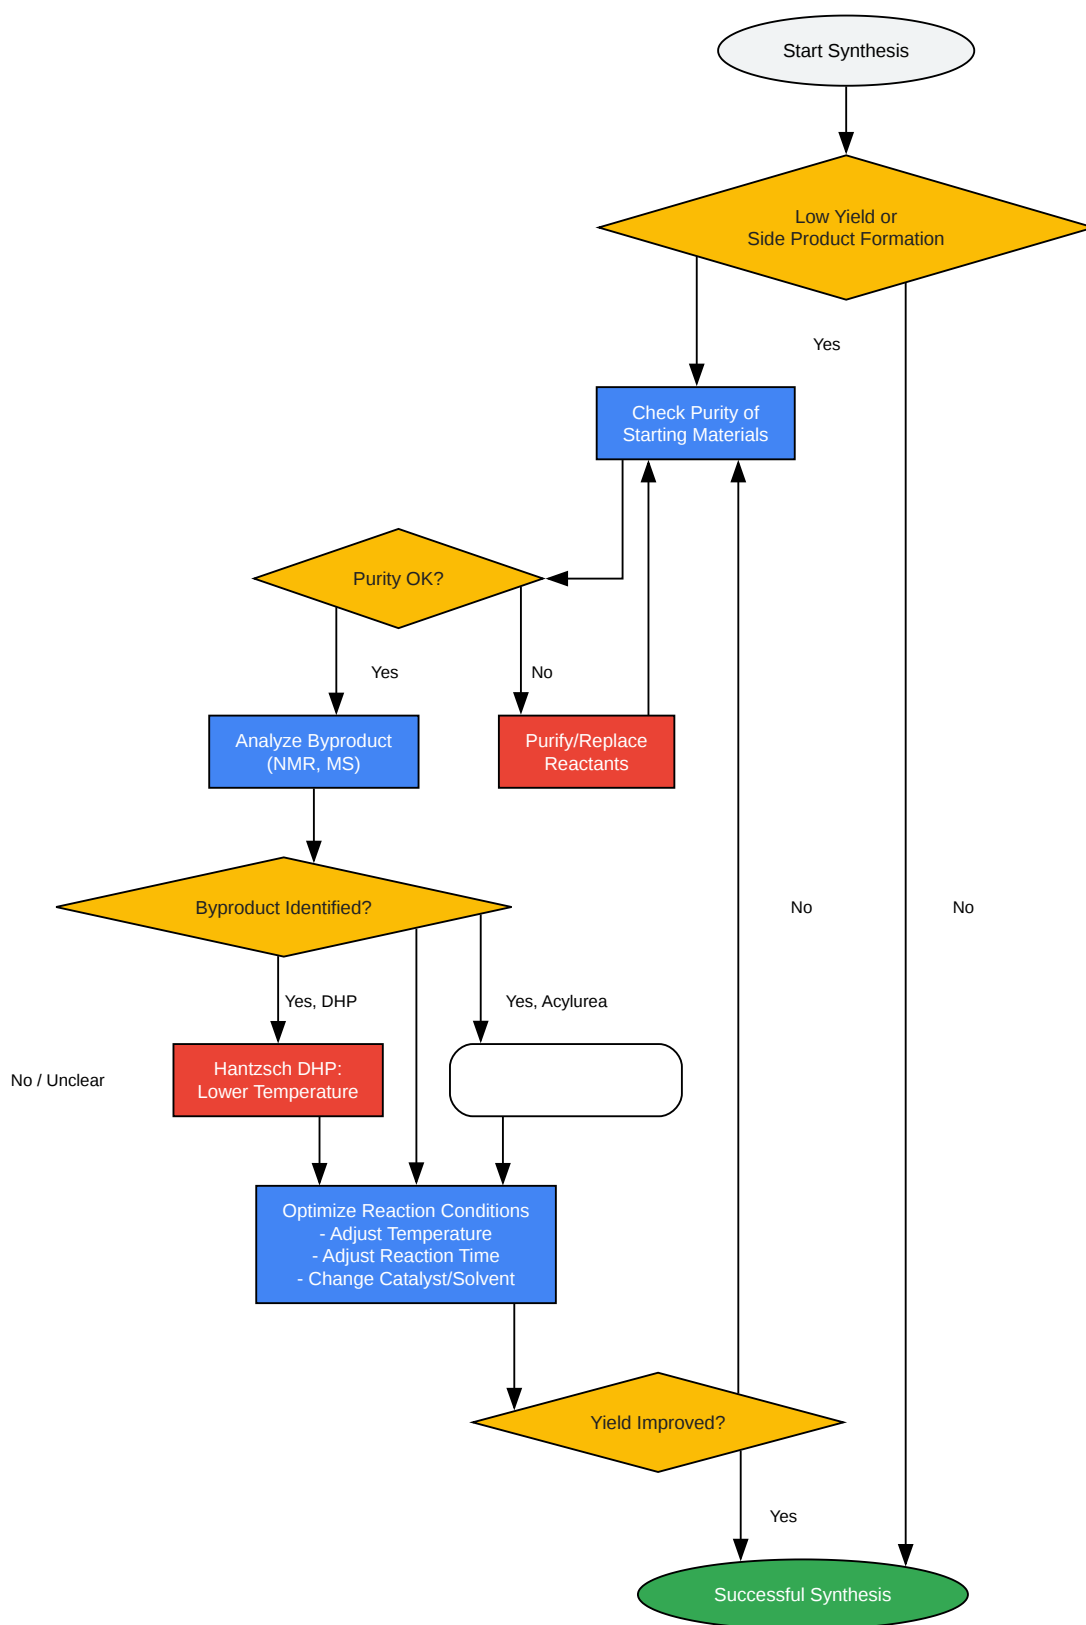 Start Synthesis
Low Yield or
Side Product Formation
Yes
Check Purity of
Starting Materials
Purity OK?
Yes
No
Analyze Byproduct
(NMR, MS)
Purify/Replace
Reactants
Byproduct Identified?
No
No
Yes, DHP
Yes, Acylurea
Hantzsch DHP:
Lower Temperature
No / Unclear
Optimize Reaction Conditions
- Adjust Temperature
- Adjust Reaction Time
- Change Catalyst/Solvent
Yield Improved?
Yes
Successful Synthesis